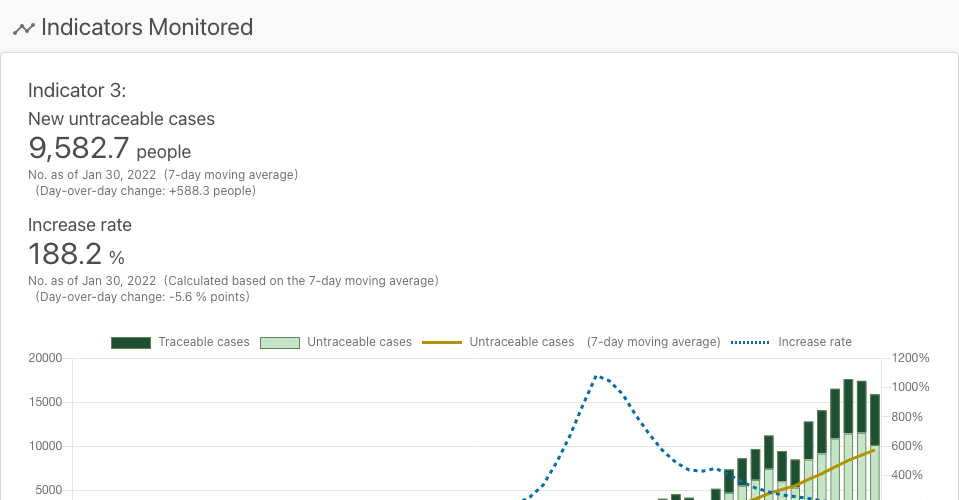 Indicators Monitored
Indicator 3:
New untraceable cases
9,582.7 people
No. as of Jan 30, 2022 (7-day moving average)
(Day-over-day change: +588.3 people)
Increase rate
188.2 %
No. as of Jan 30, 2022 (Calculated based on the 7-day moving average)
(Day-over-day change: -5.6 % points)
Traceable cases Untraceable cases Untraceable cases (7-day moving average) Increase rate
20000 1200%
1000%
15000
800%
10000 600%
400%
5000